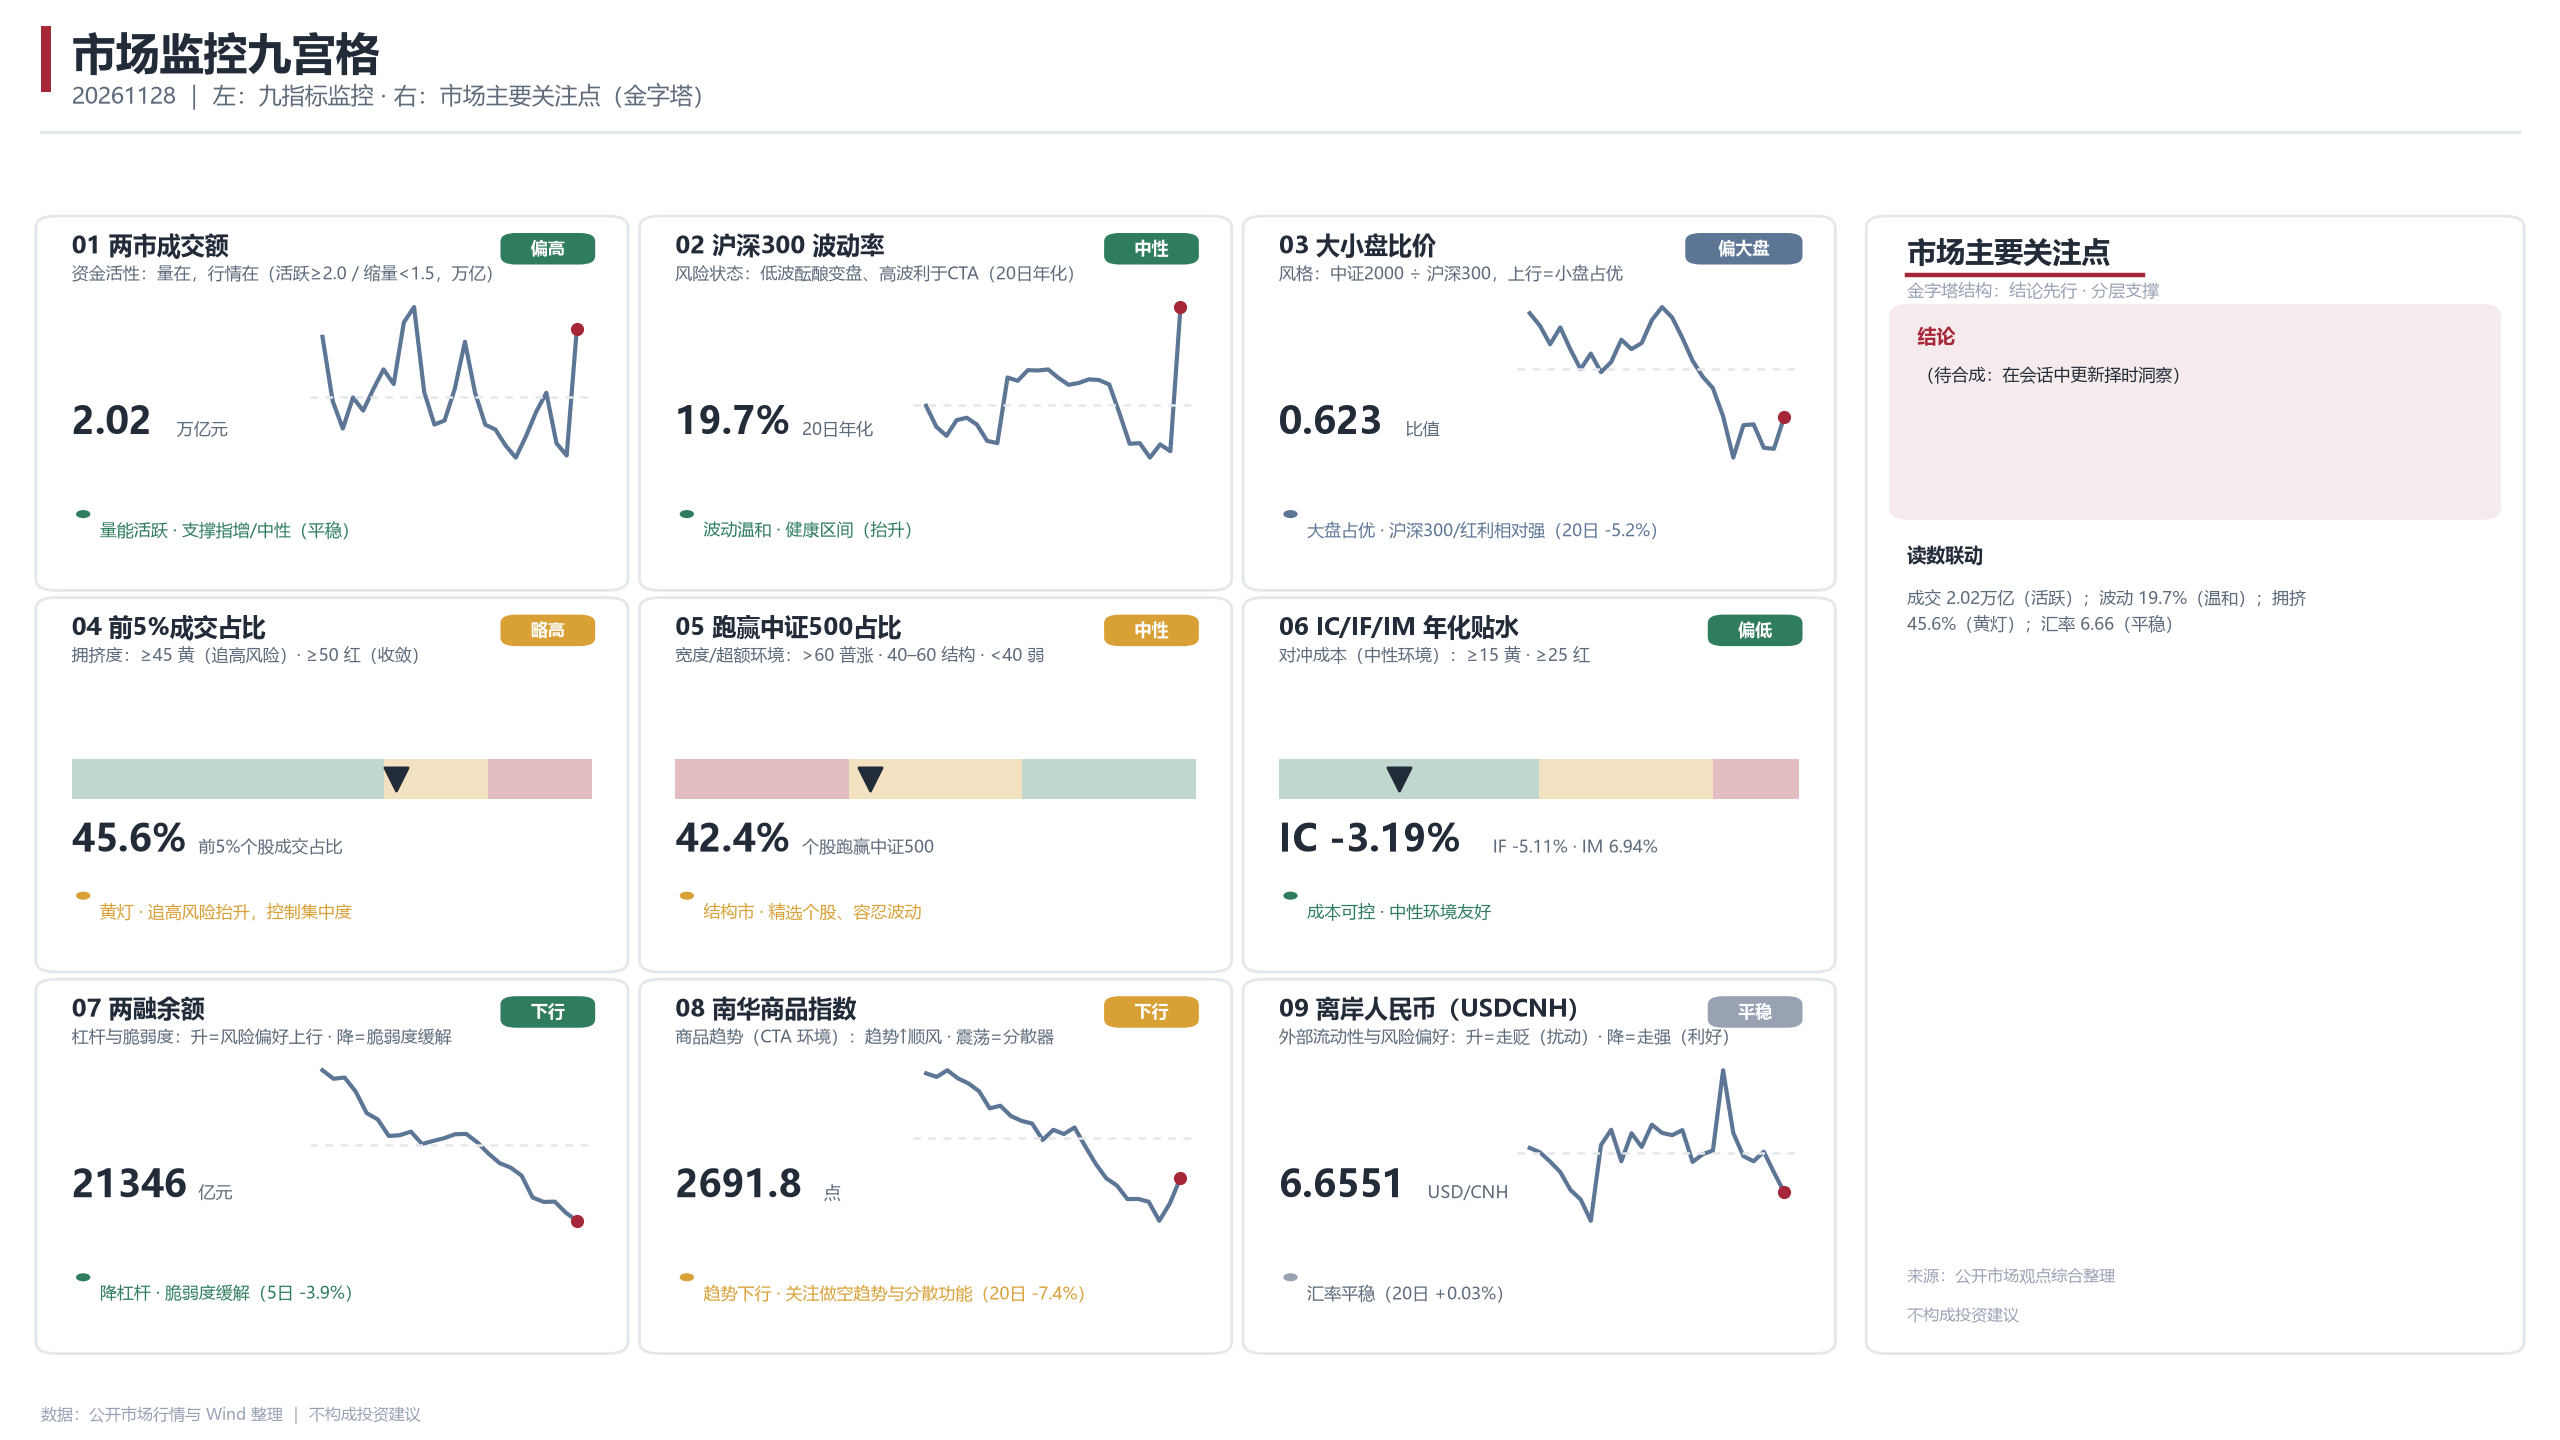 市场监控九宫格
20261128 ｜ 左：九指标监控 · 右：市场主要关注点（金字塔）
01 两市成交额
偏高
资金活性：量在，行情在（活跃≥2.0 / 缩量<1.5，万亿）
2.02 万亿元
量能活跃 · 支撑指增/中性（平稳）
02 沪深300 波动率
中性
风险状态：低波酝酿变盘、高波利于CTA（20日年化）
19.7% 20日年化
波动温和 · 健康区间（抬升）
03 大小盘比价
偏大盘
风格：中证2000 ÷ 沪深300，上行=小盘占优
0.623 比值
大盘占优 · 沪深300/红利相对强（20日 -5.2%）
04 前5%成交占比
略高
拥挤度：≥45 黄（追高风险）· ≥50 红（收敛）
45.6% 前5%个股成交占比
黄灯 · 追高风险抬升，控制集中度
05 跑赢中证500占比
中性
宽度/超额环境：>60 普涨 · 40–60 结构 · <40 弱
42.4% 个股跑赢中证500
结构市 · 精选个股、容忍波动
06 IC/IF/IM 年化贴水
偏低
对冲成本（中性环境）：≥15 黄 · ≥25 红
IC -3.19% IF -5.11% · IM 6.94%
成本可控 · 中性环境友好
07 两融余额
下行
杠杆与脆弱度：升=风险偏好上行 · 降=脆弱度缓解
21346 亿元
降杠杆 · 脆弱度缓解（5日 -3.9%）
08 南华商品指数
下行
商品趋势（CTA 环境）：趋势↑顺风 · 震荡=分散器
2691.8 点
趋势下行 · 关注做空趋势与分散功能（20日 -7.4%）
09 离岸人民币（USDCNH）
平稳
外部流动性与风险偏好：升=走贬（扰动）· 降=走强（利好）
6.6551 USD/CNH
汇率平稳（20日 +0.03%）
市场主要关注点
金字塔结构：结论先行 · 分层支撑
结论
（待合成：在会话中更新择时洞察）
读数联动
成交 2.02万亿（活跃）；波动 19.7%（温和）；拥挤
45.6%（黄灯）；汇率 6.66（平稳）
来源：公开市场观点综合整理
不构成投资建议
数据：公开市场行情与 Wind 整理 ｜ 不构成投资建议